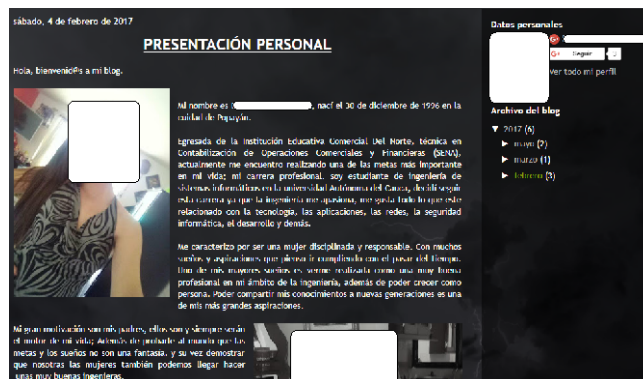 sábado, 4 de febrero de 2017
PRESENTACIÓN PERSONAL
Hola, bienvenid@s a mi blog.
Mi nombre es , nací el 30 de diciembre de 1996 en la
cuidad de Popayán.
Egresada de la Institución Educativa Comercial Del Norte, técnica en
Contabilización de Operaciones Comerciales y Financieras (SENA),
actualmente me encuentro realizando una de las metas más importante
en mi vida; mi carrera profesional. soy estudiante de ingeniería de
sistemas informáticos en la universidad Autónoma del Cauca, decidí seguir
esta carrera ya que la ingeniería me apasiona, me gusta todo lo que este
relacionado con la tecnología, las aplicaciones, las redes, la seguridad
informática, el desarrollo y demás.
Me caracterizo por ser una mujer disciplinada y responsable. Con muchos
sueños y aspiraciones que pienso ir cumpliendo con el pasar del tiempo.
Uno de mis mayores sueños es verme realizada como una muy buena
profesional en mi ámbito de la ingeniería, además de poder crecer como
persona. Poder compartir mis conocimientos a nuevas generaciones es una
de mis más grandes aspiraciones.
Mi gran motivación son mis padres, ellos son y siempre serán
el motor de mi vida; Además de probarle al mundo que las
metas y los sueños no son una fantasía, y su vez demostrar
que nosotras las mujeres también podemos llegar hacer
unas muy buenas ingenieras.
Datos personales
G+ Seguir
Ver todo mi perfil
Archivo del blog
▼ 2017 (6)
► mayo (2)
► marzo (1)
► febrero (3)